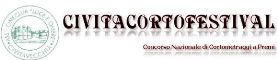 CIVITACORTOFESTIVAL
Concorso Nazionale di Cortometraggi a Premi